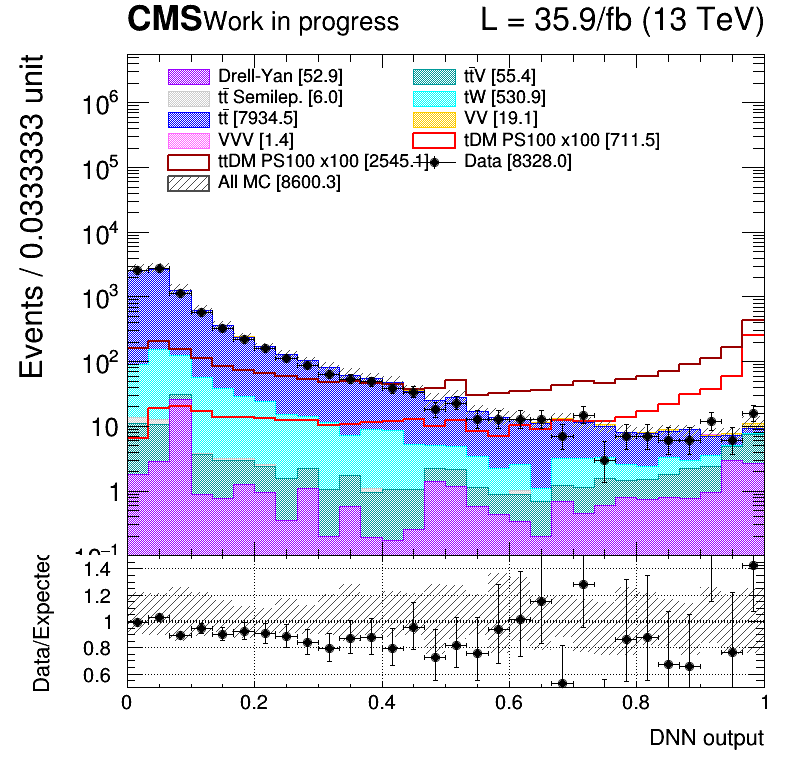 CMS Work in progress L = 35.9/fb (13 TeV)
Events / 0.0333333 unit
Drell-Yan [52.9] tt̄V [55.4]
tt̄ Semilep. [6.0] tW [530.9]
tt̄ [7934.5] VV [19.1]
VVV [1.4] tDM PS100 x100 [711.5]
ttDM PS100 x100 [2545.1] Data [8328.0]
All MC [8600.3]
10⁶
10⁵
10⁴
10³
10²
10
1
10⁻¹
Data/Expected
1.4
1.2
1
0.8
0.6
0 0.2 0.4 0.6 0.8 1
DNN output